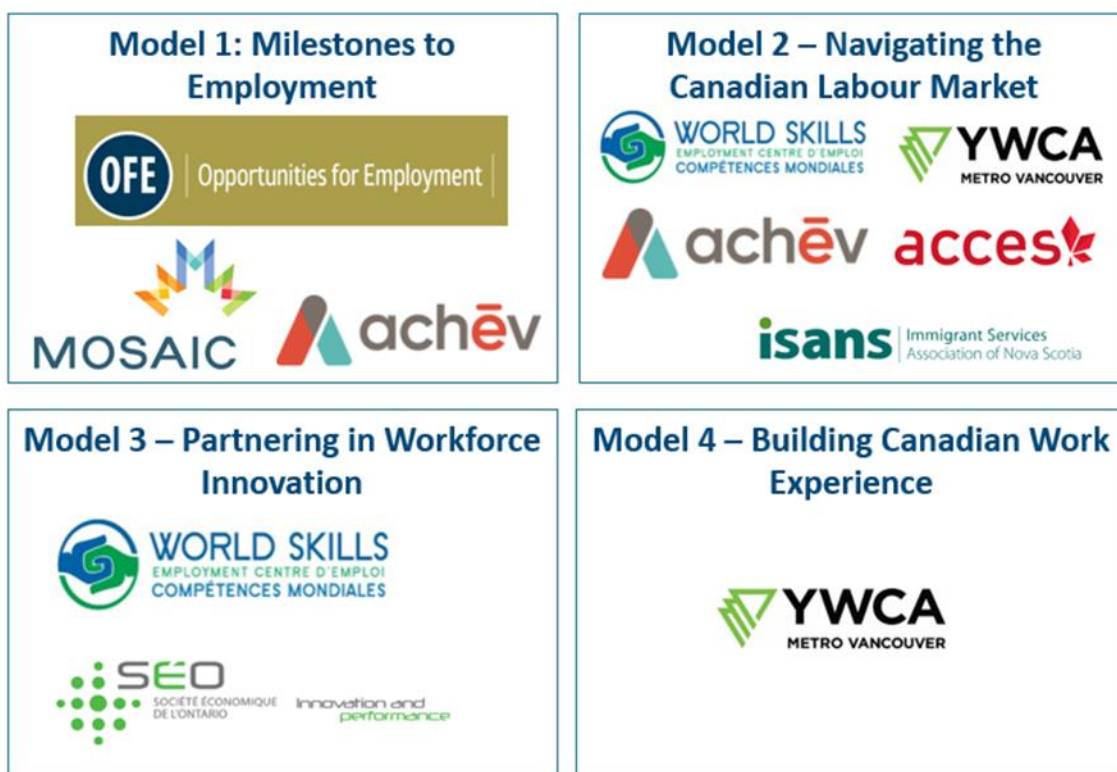 Model 1: Milestones to
Employment
OFE
Opportunities for Employment
MOSAIC
achēv
Model 2 – Navigating the
Canadian Labour Market
WORLD SKILLS
EMPLOYMENT CENTRE D'EMPLOI
COMPÉTENCES MONDIALES
YWCA
METRO VANCOUVER
achēv
acces
isans
Immigrant Services
Association of Nova Scotia
Model 3 – Partnering in Workforce
Innovation
WORLD SKILLS
EMPLOYMENT CENTRE D'EMPLOI
COMPÉTENCES MONDIALES
SÉO
SOCIÉTÉ ÉCONOMIQUE
DE L'ONTARIO
Innovation and
performance
Model 4 – Building Canadian Work
Experience
YWCA
METRO VANCOUVER